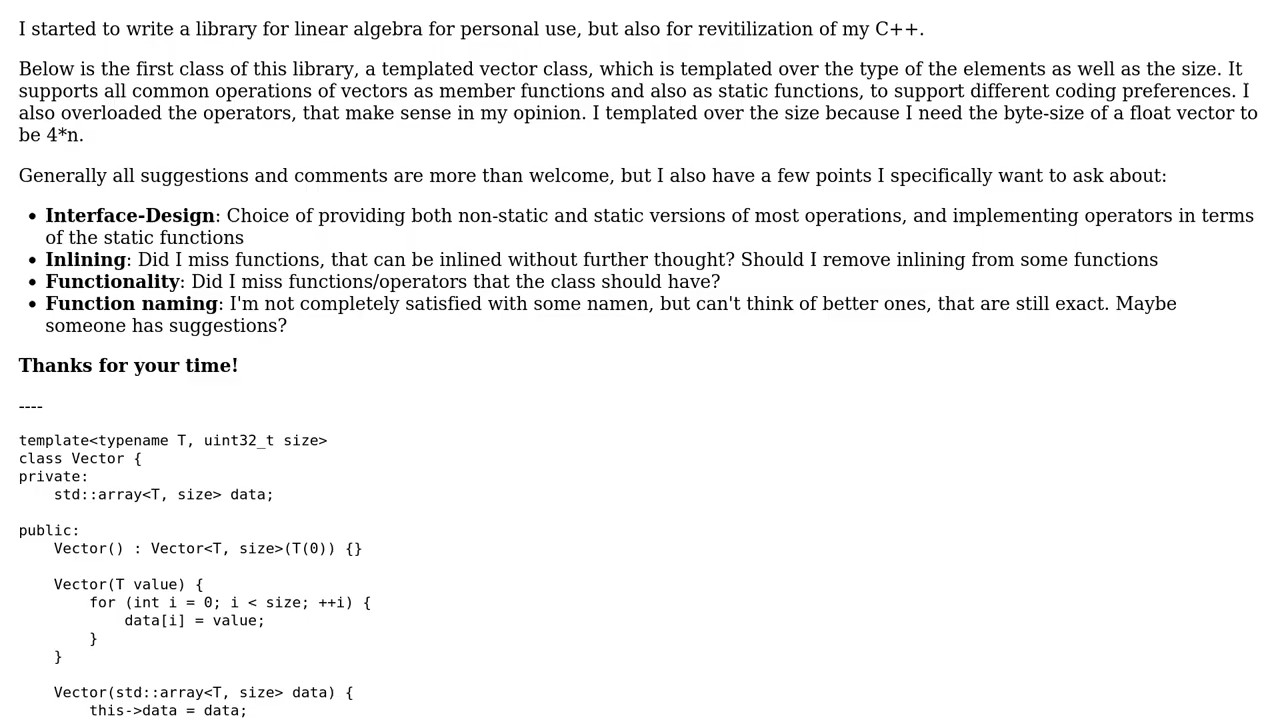 I started to write a library for linear algebra for personal use, but also for revitilization of my C++.
Below is the first class of this library, a templated vector class, which is templated over the type of the elements as well as the size. It
supports all common operations of vectors as member functions and also as static functions, to support different coding preferences. I
also overloaded the operators, that make sense in my opinion. I templated over the size because I need the byte-size of a float vector to
be 4*n.
Generally all suggestions and comments are more than welcome, but I also have a few points I specifically want to ask about:
• Interface-Design: Choice of providing both non-static and static versions of most operations, and implementing operators in terms
of the static functions
• Inlining: Did I miss functions, that can be inlined without further thought? Should I remove inlining from some functions
• Functionality: Did I miss functions/operators that the class should have?
• Function naming: I'm not completely satisfied with some namen, but can't think of better ones, that are still exact. Maybe
someone has suggestions?
Thanks for your time!
----
template<typename T, uint32_t size>
class Vector {
private:
    std::array<T, size> data;
public:
    Vector() : Vector<T, size>(T(0)) {}
    Vector(T value) {
        for (int i = 0; i < size; ++i) {
            data[i] = value;
        }
    }
    Vector(std::array<T, size> data) {
        this->data = data;